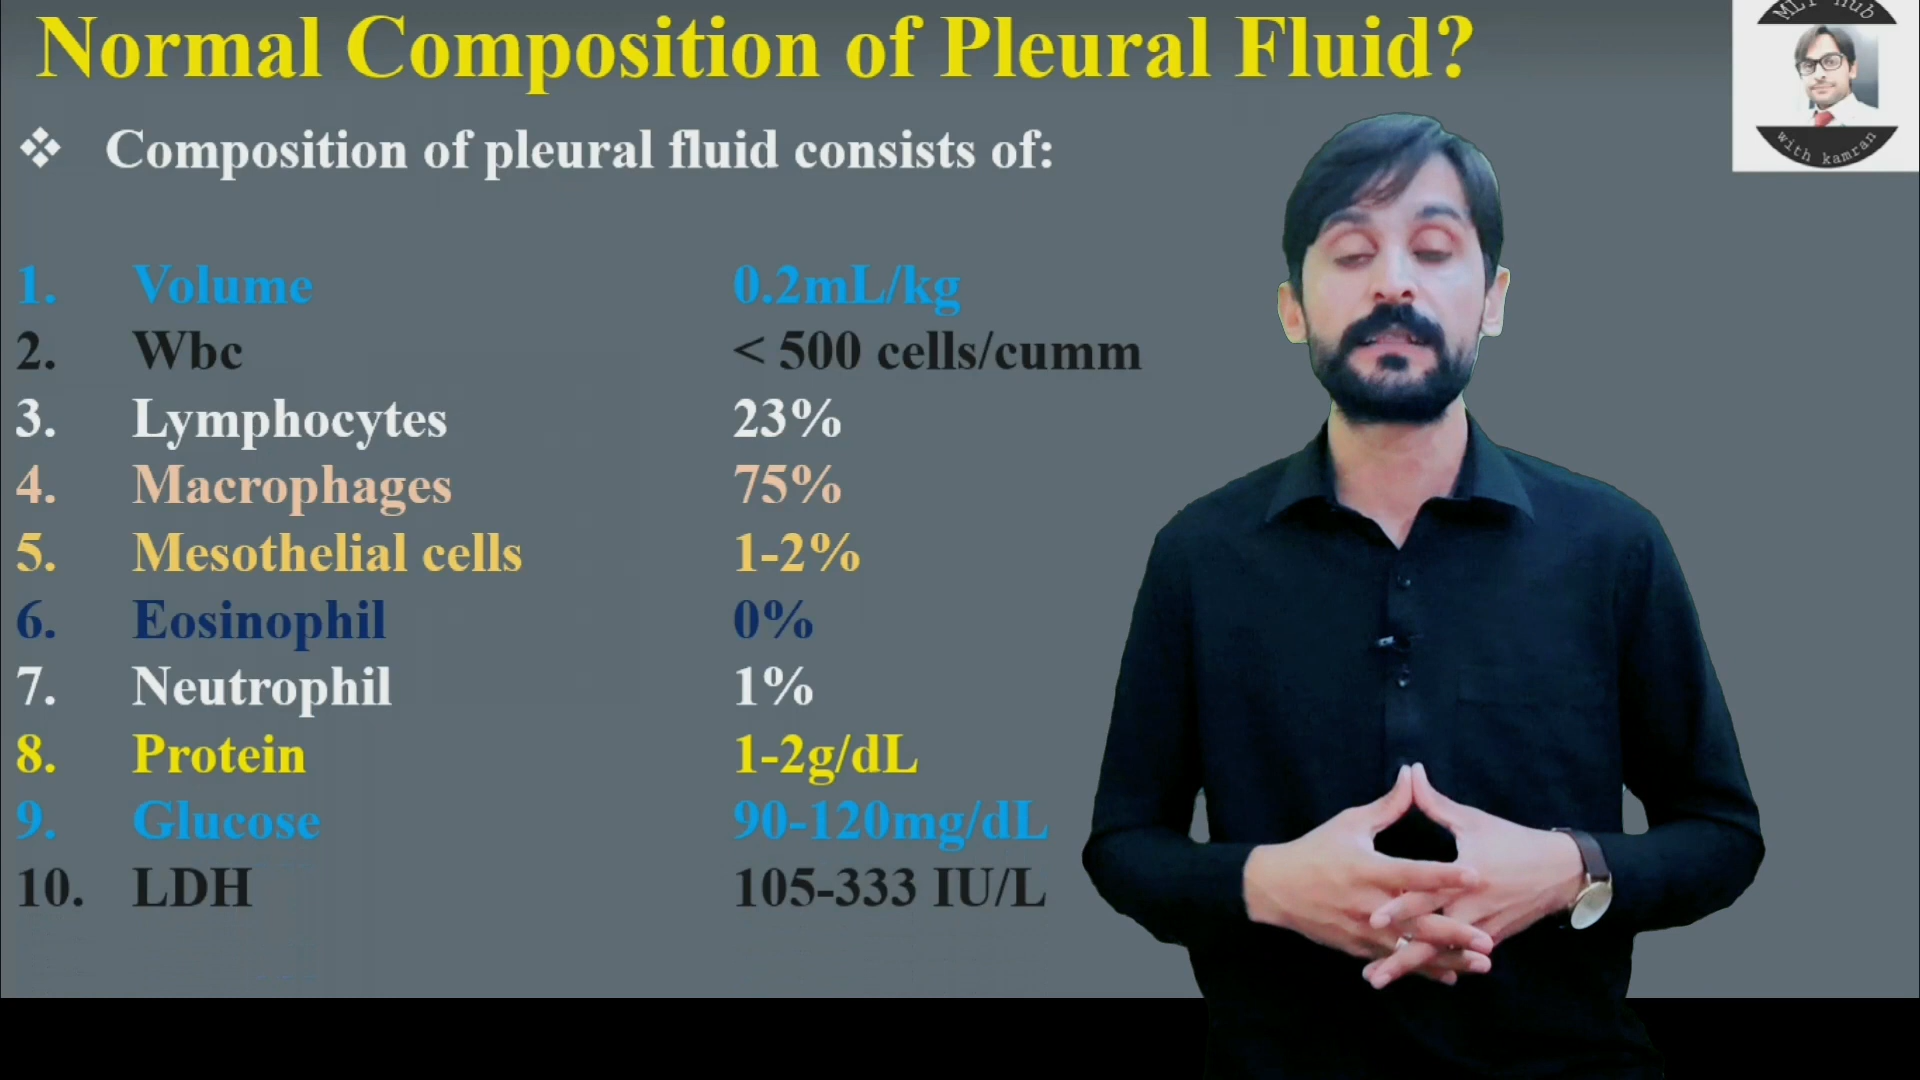 Normal Composition of Pleural Fluid?
MLT hub
with kamran
❖ Composition of pleural fluid consists of:
1. Volume 0.2mL/kg
2. Wbc < 500 cells/cumm
3. Lymphocytes 23%
4. Macrophages 75%
5. Mesothelial cells 1-2%
6. Eosinophil 0%
7. Neutrophil 1%
8. Protein 1-2g/dL
9. Glucose 90-120mg/dL
10. LDH 105-333 IU/L